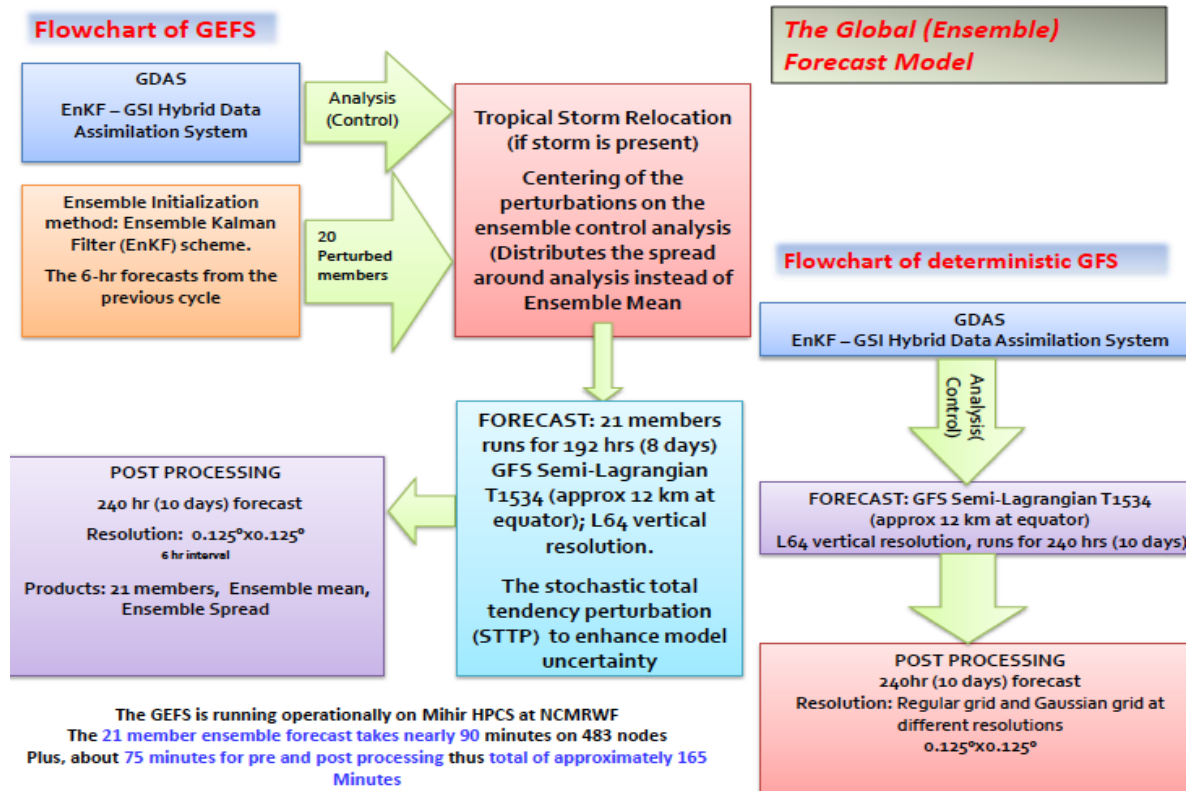 Flowchart of GEFS
The Global (Ensemble)
Forecast Model
GDAS
EnKF – GSI Hybrid Data
Assimilation System
Analysis
(Control)
Ensemble Initialization
method: Ensemble Kalman
Filter (EnKF) scheme.
The 6-hr forecasts from the
previous cycle
20
Perturbed
members
Tropical Storm Relocation
(if storm is present)
Centering of the
perturbations on the
ensemble control analysis
(Distributes the spread
around analysis instead of
Ensemble Mean
FORECAST: 21 members
runs for 192 hrs (8 days)
GFS Semi-Lagrangian
T1534 (approx 12 km at
equator); L64 vertical
resolution.
The stochastic total
tendency perturbation
(STTP) to enhance model
uncertainty
POST PROCESSING
240 hr (10 days) forecast
Resolution: 0.125°x0.125°
6 hr interval
Products: 21 members, Ensemble mean,
Ensemble Spread
The GEFS is running operationally on Mihir HPCS at NCMRWF
The 21 member ensemble forecast takes nearly 90 minutes on 483 nodes
Plus, about 75 minutes for pre and post processing thus total of approximately 165
Minutes
Flowchart of deterministic GFS
GDAS
EnKF – GSI Hybrid Data Assimilation System
Analysis(
Control)
FORECAST: GFS Semi-Lagrangian T1534
(approx 12 km at equator)
L64 vertical resolution, runs for 240 hrs (10 days)
POST PROCESSING
240hr (10 days) forecast
Resolution: Regular grid and Gaussian grid at
different resolutions
0.125°x0.125°